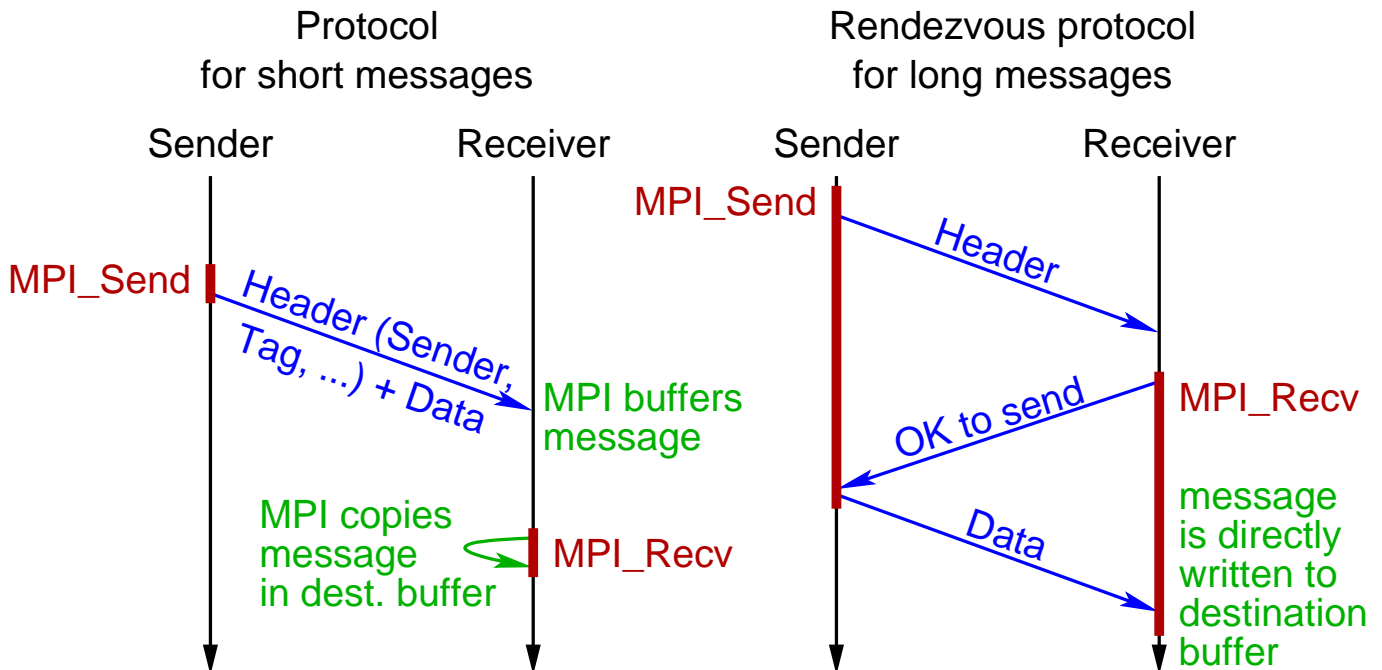 Protocol
for short messages
Sender
Receiver
MPI_Send
Header (Sender,
Tag, ...) + Data
MPI buffers
message
MPI copies
message
in dest. buffer
MPI_Recv
Rendezvous protocol
for long messages
Sender
Receiver
MPI_Send
Header
OK to send
MPI_Recv
Data
message
is directly
written to
destination
buffer